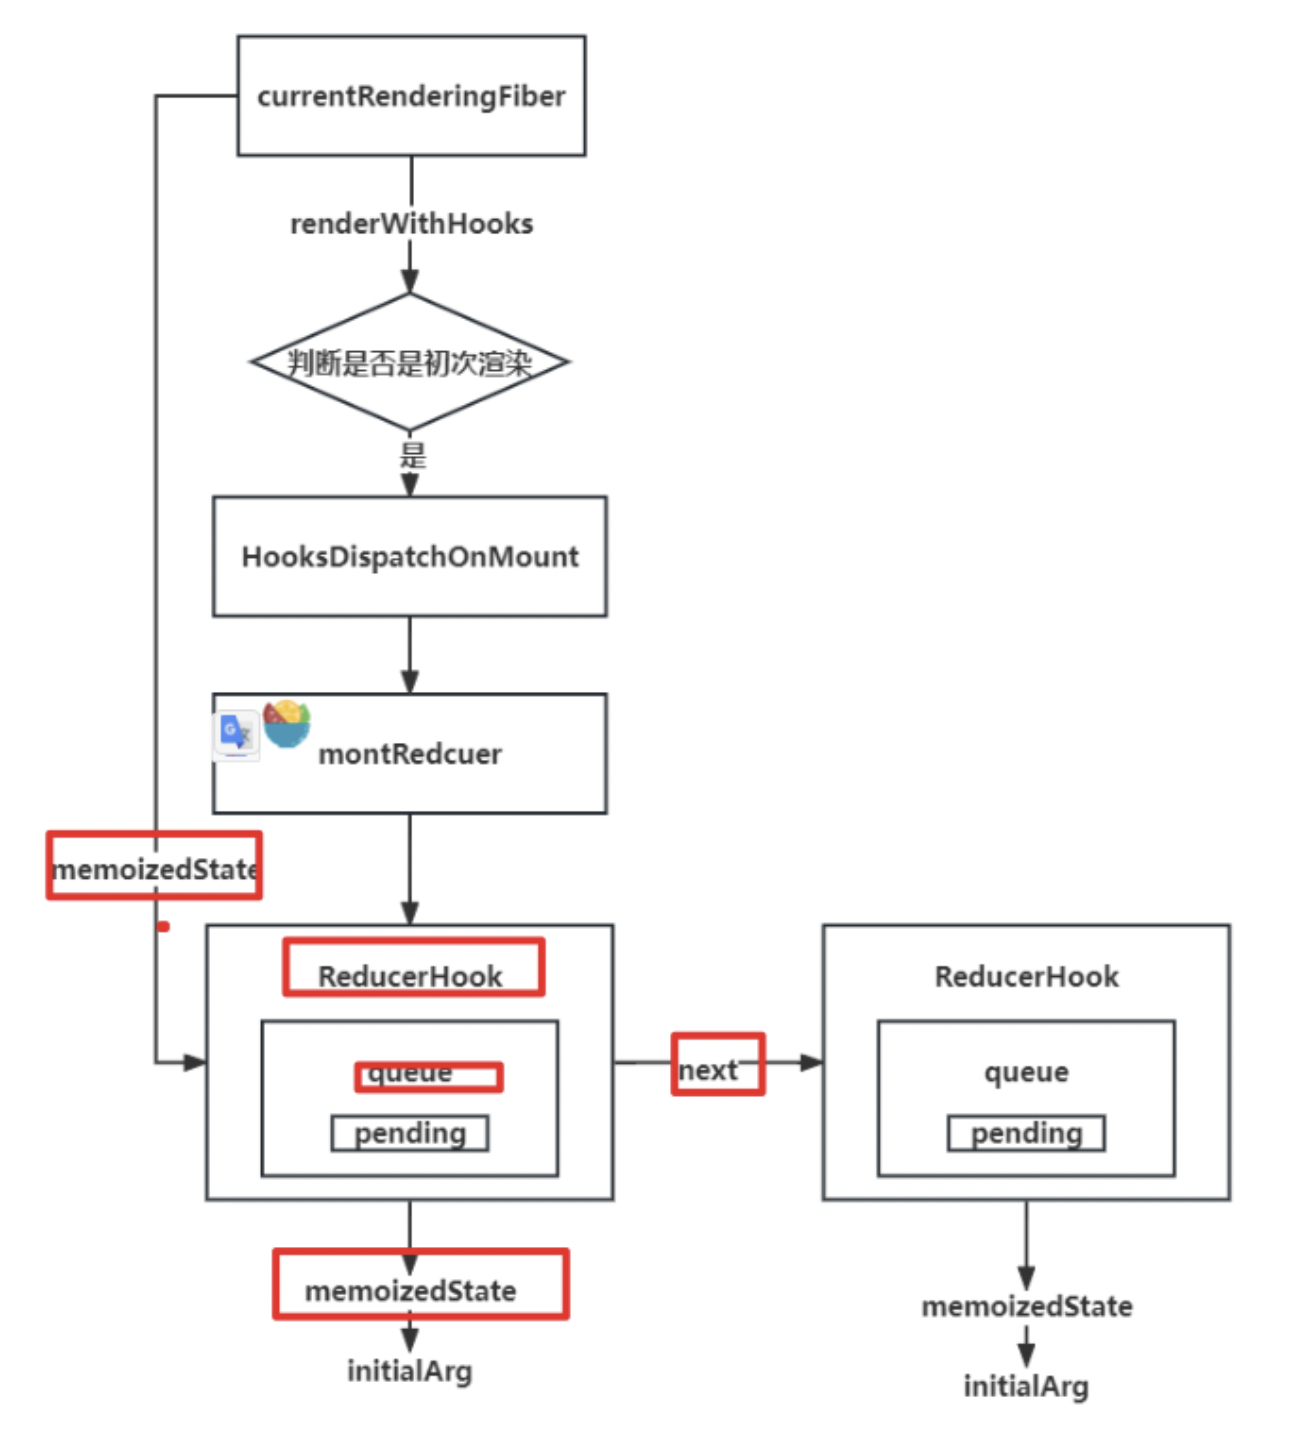 currentRenderingFiber
renderWithHooks
判断是否是初次渲染
是
HooksDispatchOnMount
montRedcuer
memoizedState
ReducerHook
queue
pending
next
ReducerHook
queue
pending
memoizedState
initialArg
memoizedState
initialArg